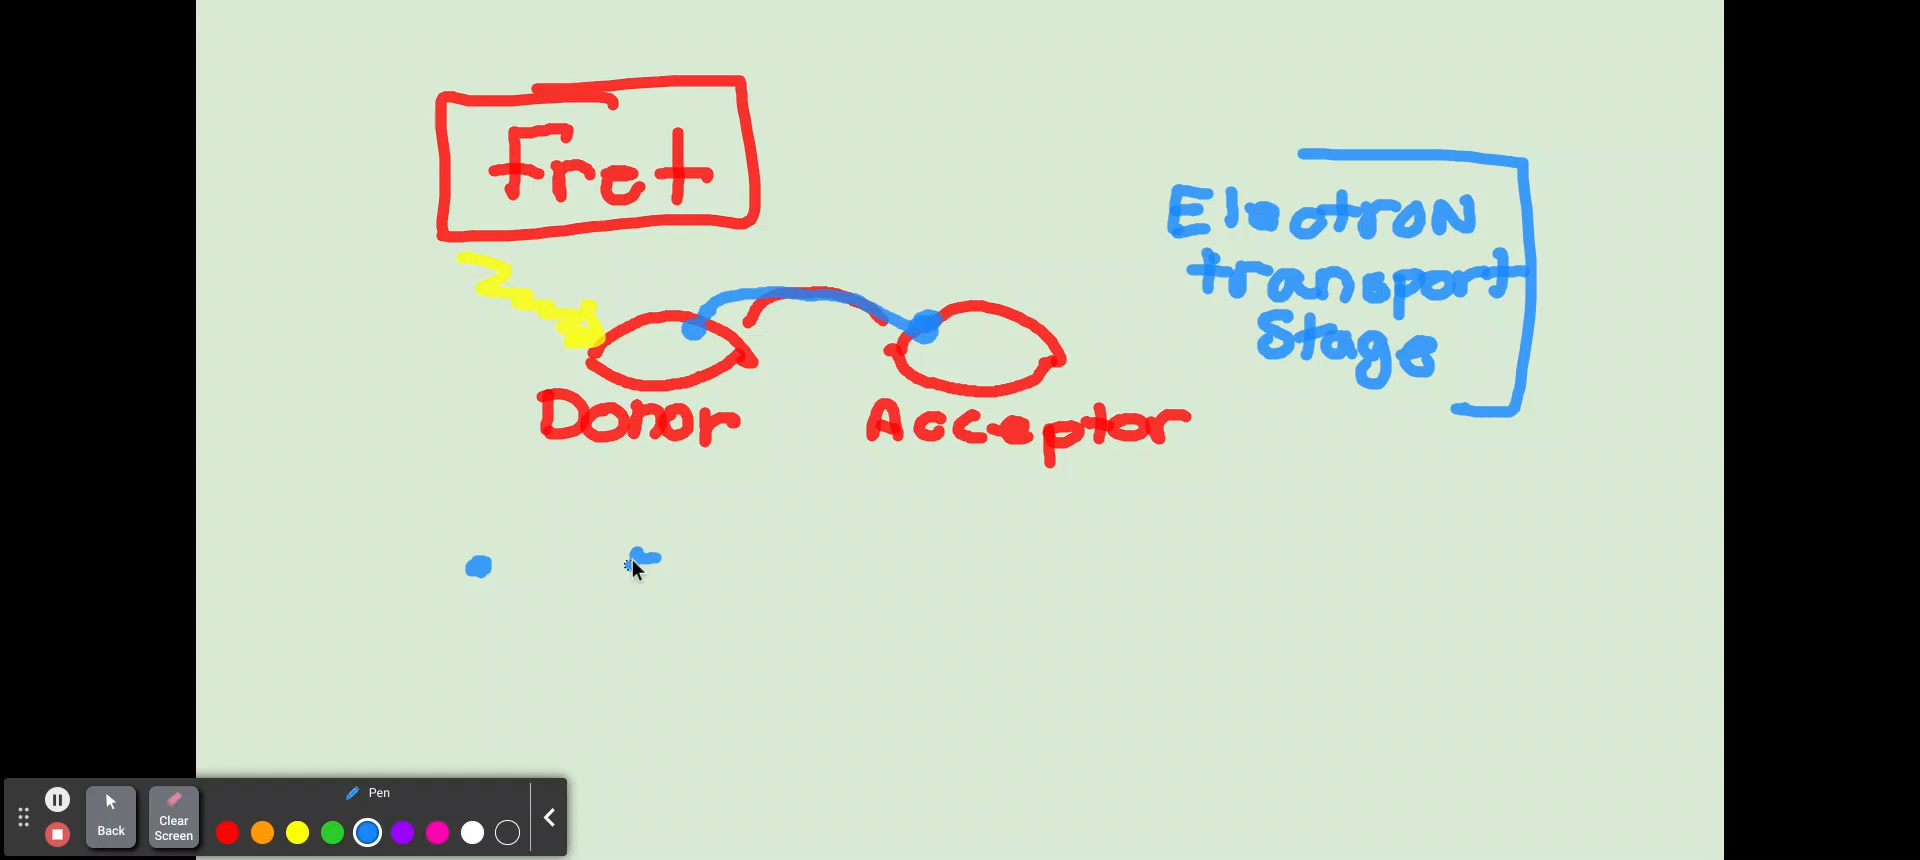 Fret
Electron
transport
Stage
Donor
Acceptor
Pen
Back
Clear
Screen